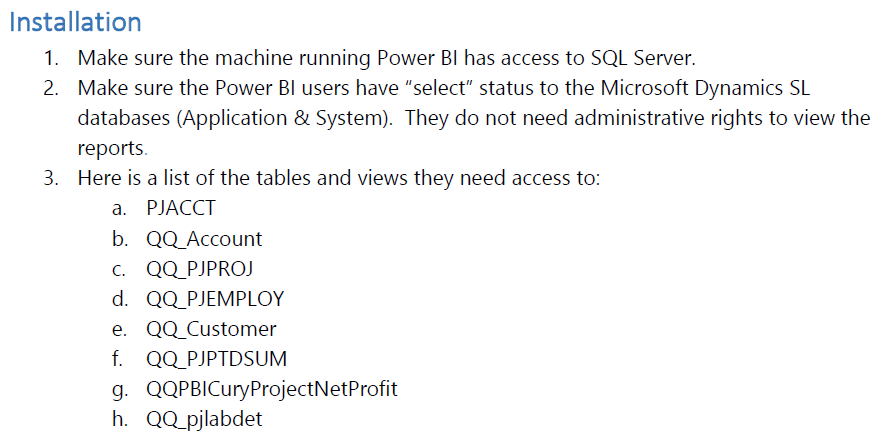 Installation
1. Make sure the machine running Power BI has access to SQL Server.
2. Make sure the Power BI users have “select” status to the Microsoft Dynamics SL
databases (Application & System).  They do not need administrative rights to view the
reports.
3. Here is a list of the tables and views they need access to:
a. PJACCT
b. QQ_Account
c. QQ_PJPROJ
d. QQ_PJEMPLOY
e. QQ_Customer
f. QQ_PJPTDSUM
g. QQPBICuryProjectNetProfit
h. QQ_pjlabdet